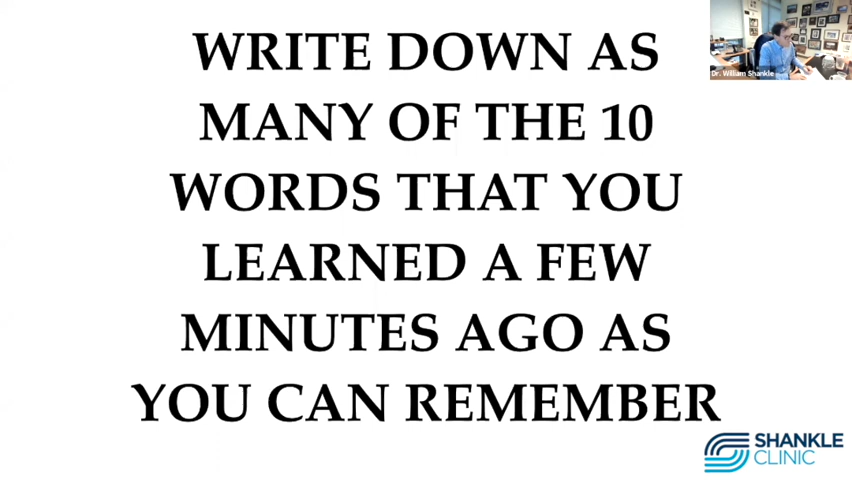 WRITE DOWN AS
MANY OF THE 10
WORDS THAT YOU
LEARNED A FEW
MINUTES AGO AS
YOU CAN REMEMBER
Dr. William Shankle
SHANKLE
CLINIC